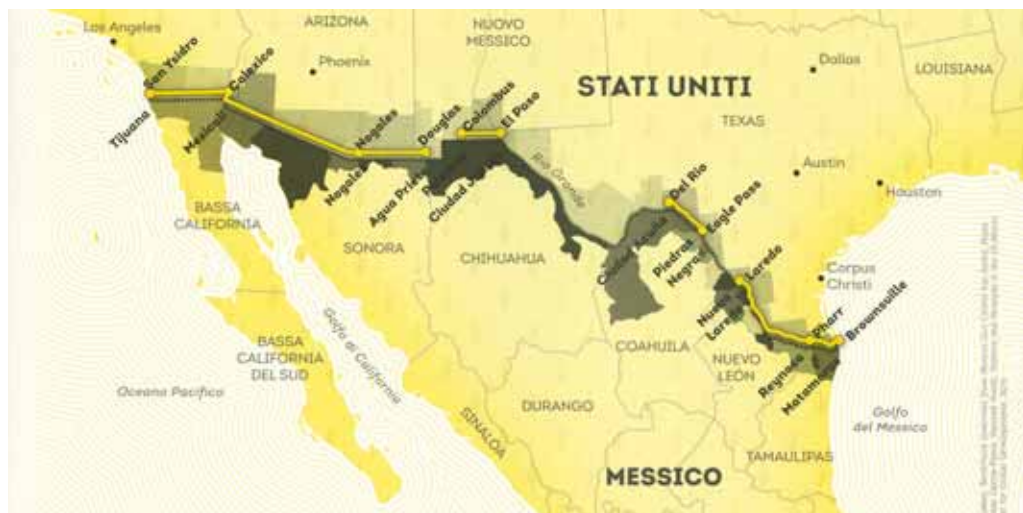 Los Angeles
ARIZONA
NUOVO
MESSICO
Phoenix
Dallas
LOUISIANA
STATI UNITI
TEXAS
San Ysidro
Calexico
Tijuana
Mexicali
Nogales
Douglas
Columbus
El Paso
Nogales
Agua Prieta
Ciudad
Rio Grande
Del Rio
Eagle Pass
Austin
Houston
BASSA
CALIFORNIA
SONORA
CHIHUAHUA
Ciudad Acuña
Piedras
Negras
Laredo
Corpus
Christi
Nuevo
Laredo
Pharr
Brownsville
Golfo di California
BASSA
CALIFORNIA
DEL SUD
COAHUILA
NUEVO
LEÓN
Reynosa
Matamoros
Oceano Pacifico
DURANGO
SINALOA
Golfo
del Messico
TAMAULIPAS
MESSICO